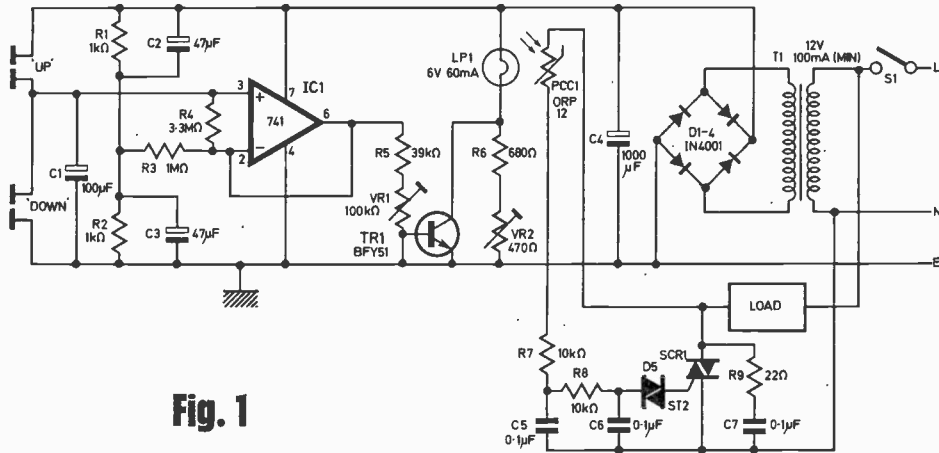 'UP'
R1
1kΩ
C2
47µF
3
2
+
−
741
IC1
7
6
4
R4
3.3MΩ
R3
1MΩ
C1
100µF
'DOWN'
R2
1kΩ
C3
47µF
R5
39kΩ
VR1
100kΩ
TR1
BFY51
LP1
6V 60mA
R6
680Ω
VR2
470Ω
PCC1
ORP
12
C4
1000
µF
D1-4
IN4001
T1
12V
100mA (MIN)
S1
L
N
E
LOAD
R7
10kΩ
R8
10kΩ
C5
0·1µF
C6
0·1µF
D5
ST2
SCR1
R9
22Ω
C7
0·1µF
Fig. 1